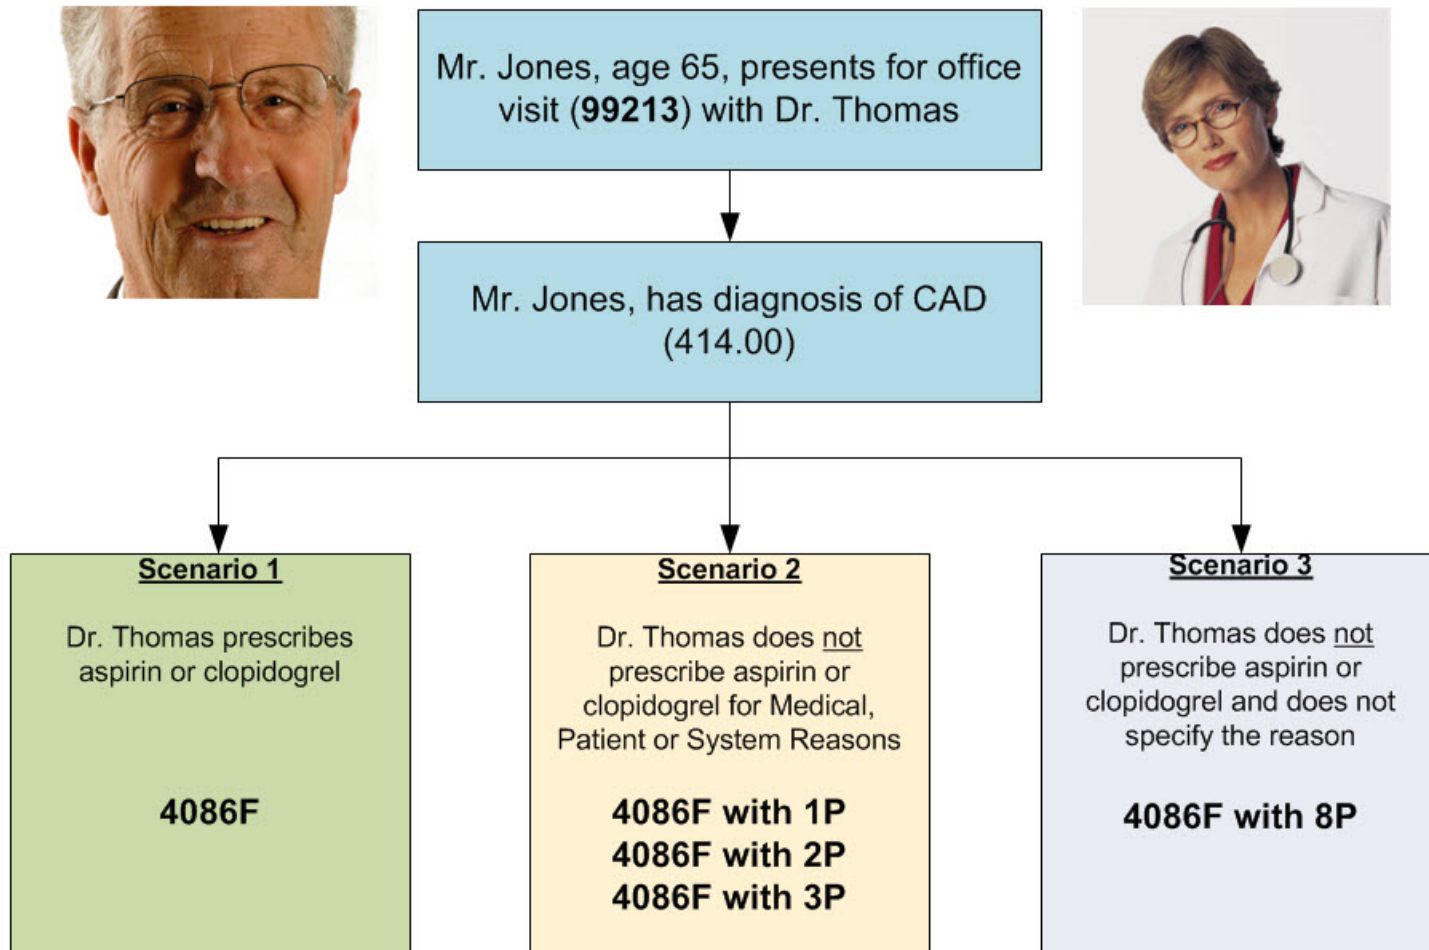 Mr. Jones, age 65, presents for office
visit (99213) with Dr. Thomas
Mr. Jones, has diagnosis of CAD
(414.00)
Scenario 1
Dr. Thomas prescribes
aspirin or clopidogrel
4086F
Scenario 2
Dr. Thomas does not
prescribe aspirin or
clopidogrel for Medical,
Patient or System Reasons
4086F with 1P
4086F with 2P
4086F with 3P
Scenario 3
Dr. Thomas does not
prescribe aspirin or
clopidogrel and does not
specify the reason
4086F with 8P